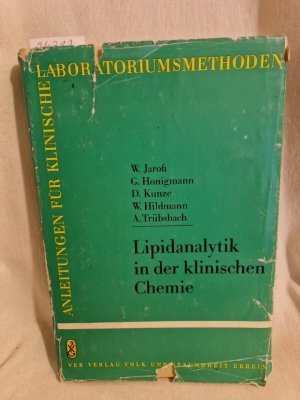 ANLEITUNGEN FÜR KLINISCHE
LABORATORIUMSMETHODEN
W. Jaroß
G. Honigmann
D. Kunze
W. Hildmann
A. Trübsbach
Lipidanalytik
in der klinischen
Chemie
VEB VERLAG VOLK UND GESUNDHEIT BERLIN